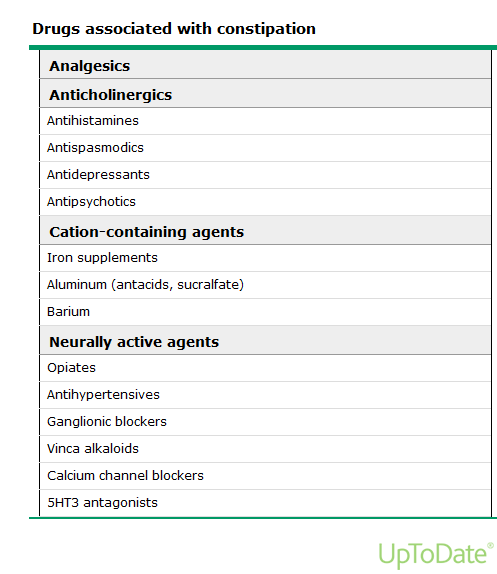 Drugs associated with constipation
Analgesics
Anticholinergics
Antihistamines
Antispasmodics
Antidepressants
Antipsychotics
Cation-containing agents
Iron supplements
Aluminum (antacids, sucralfate)
Barium
Neurally active agents
Opiates
Antihypertensives
Ganglionic blockers
Vinca alkaloids
Calcium channel blockers
5HT3 antagonists
UpToDate®